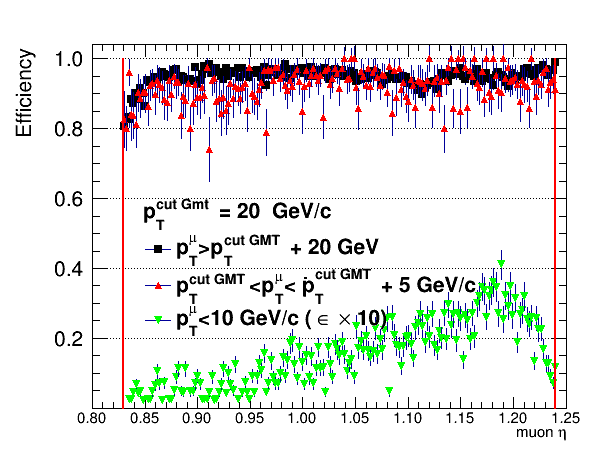 Efficiency
1.0
0.8
0.6
0.4
0.2
p_T^cut Gmt = 20 GeV/c
p_T^μ>p_T^cut GMT + 20 GeV
p_T^cut GMT <p_T^μ< p_T^cut GMT + 5 GeV/c
p_T^μ<10 GeV/c ( ∈ × 10)
0.80 0.85 0.90 0.95 1.00 1.05 1.10 1.15 1.20 1.25
muon η